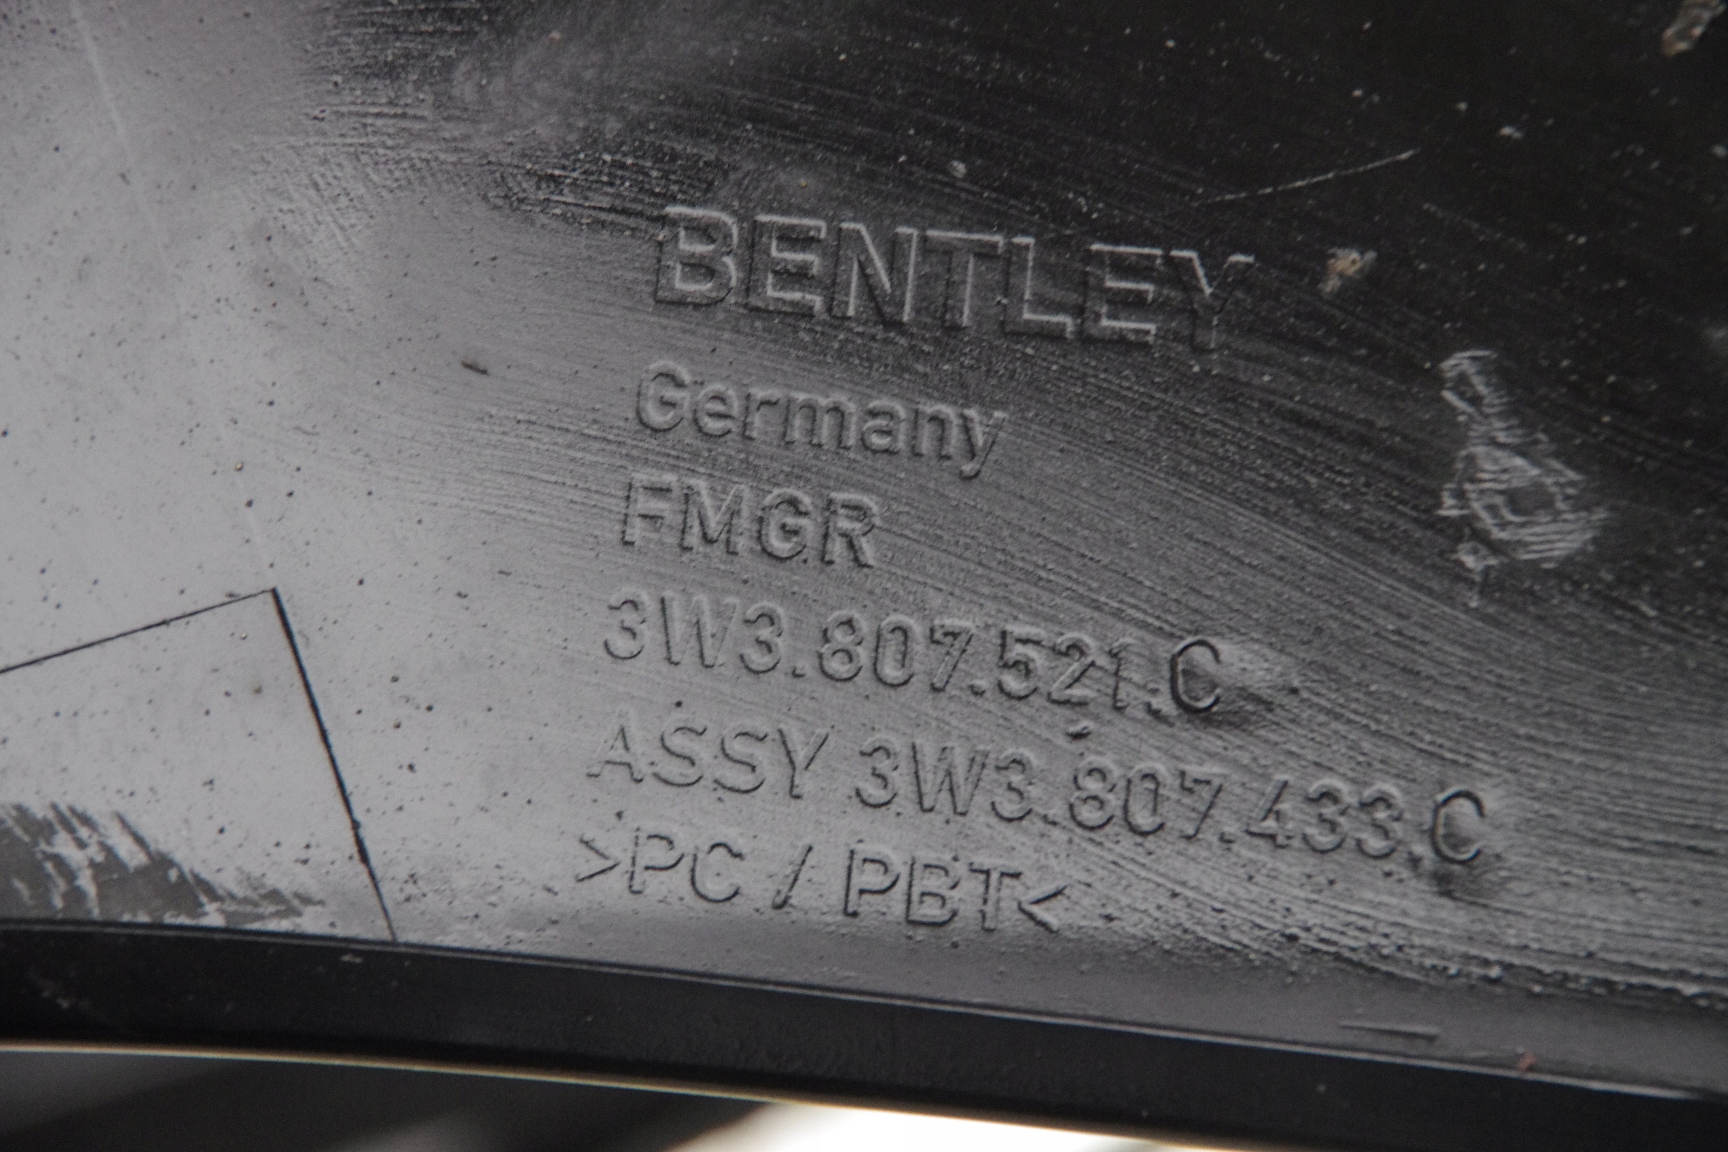 BENTLEY
Germany
FMGR
3W3.807.521.C
ASSY 3W3.807.433.C
>PC / PBT<